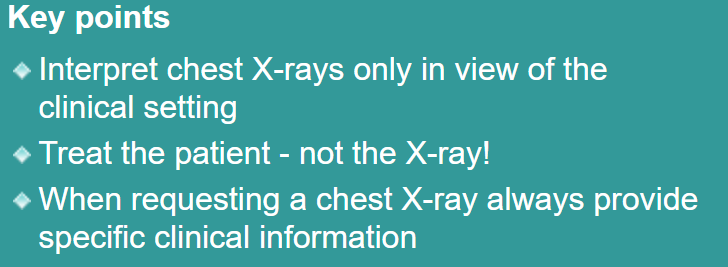 Key points
Interpret chest X-rays only in view of the
clinical setting
Treat the patient - not the X-ray!
When requesting a chest X-ray always provide
specific clinical information